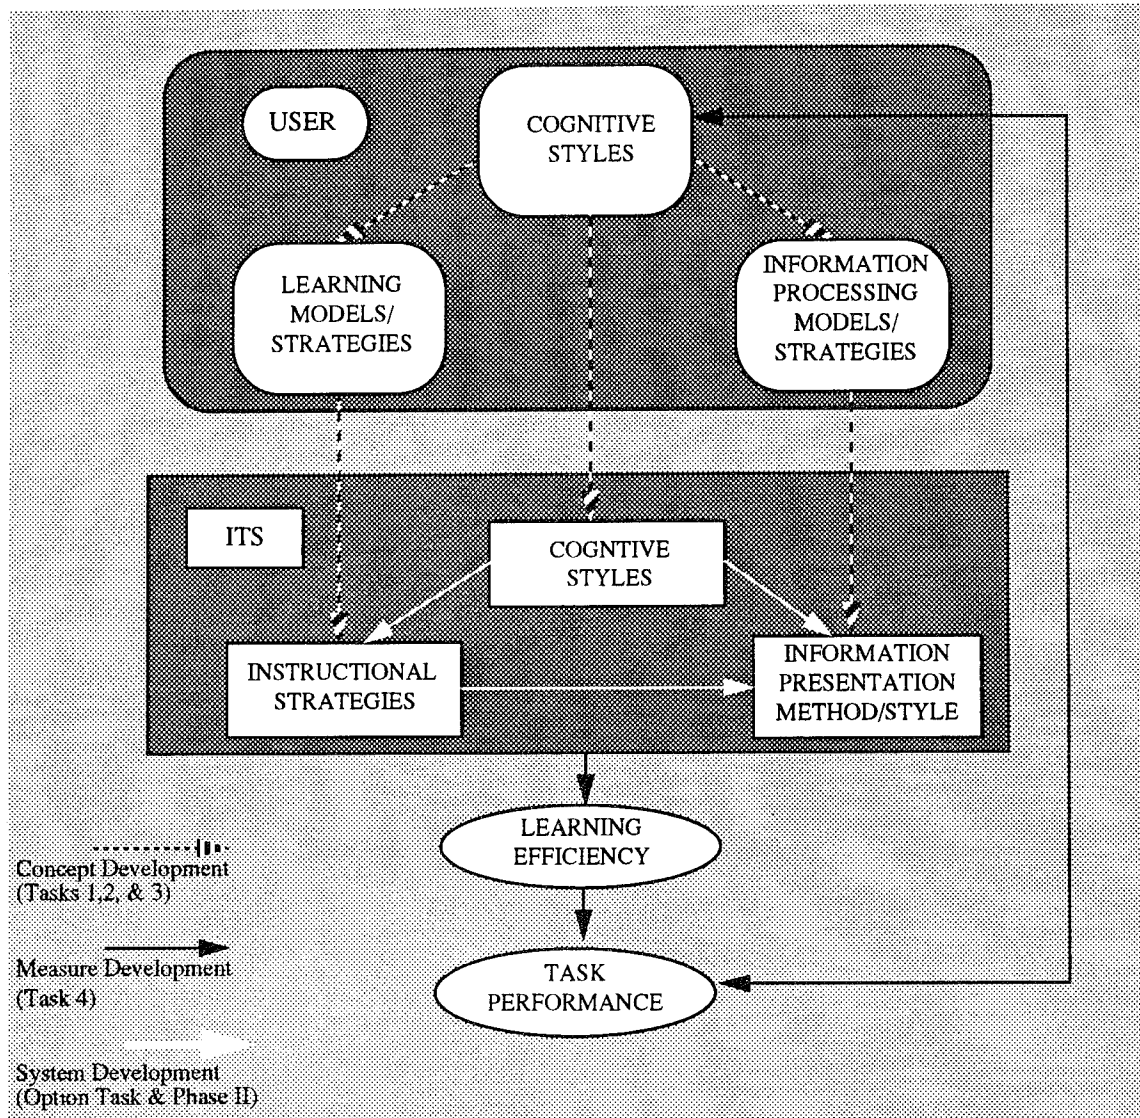 USER
COGNITIVE
STYLES
LEARNING
MODELS/
STRATEGIES
INFORMATION
PROCESSING
MODELS/
STRATEGIES
ITS
COGNTIVE
STYLES
INSTRUCTIONAL
STRATEGIES
INFORMATION
PRESENTATION
METHOD/STYLE
LEARNING
EFFICIENCY
TASK
PERFORMANCE
Concept Development
(Tasks 1,2, & 3)
Measure Development
(Task 4)
System Development
(Option Task & Phase II)